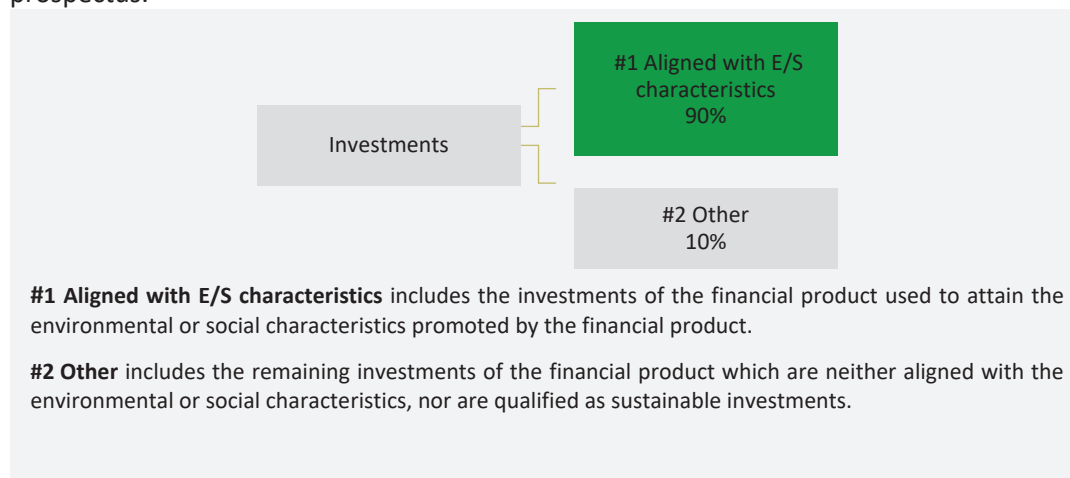 prospectus.
#1 Aligned with E/S
characteristics
90%
Investments
#2 Other
10%
#1 Aligned with E/S characteristics includes the investments of the financial product used to attain the
environmental or social characteristics promoted by the financial product.
#2 Other includes the remaining investments of the financial product which are neither aligned with the
environmental or social characteristics, nor are qualified as sustainable investments.